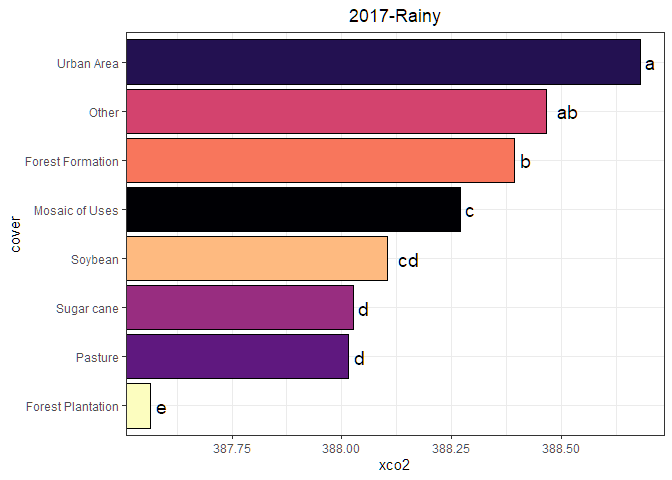 2017-Rainy
Urban Area a
Other ab
Forest Formation b
Mosaic of Uses c
cover
Soybean cd
Sugar cane d
Pasture d
Forest Plantation e
387.75 388.00 388.25 388.50
xco2